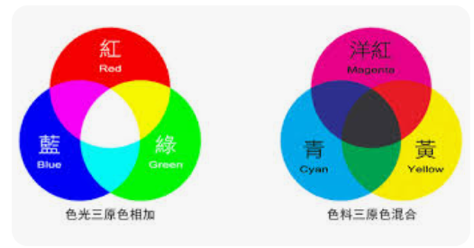 紅
Red
藍
Blue
綠
Green
色光三原色相加
洋紅
Magenta
青
Cyan
黃
Yellow
色料三原色混合